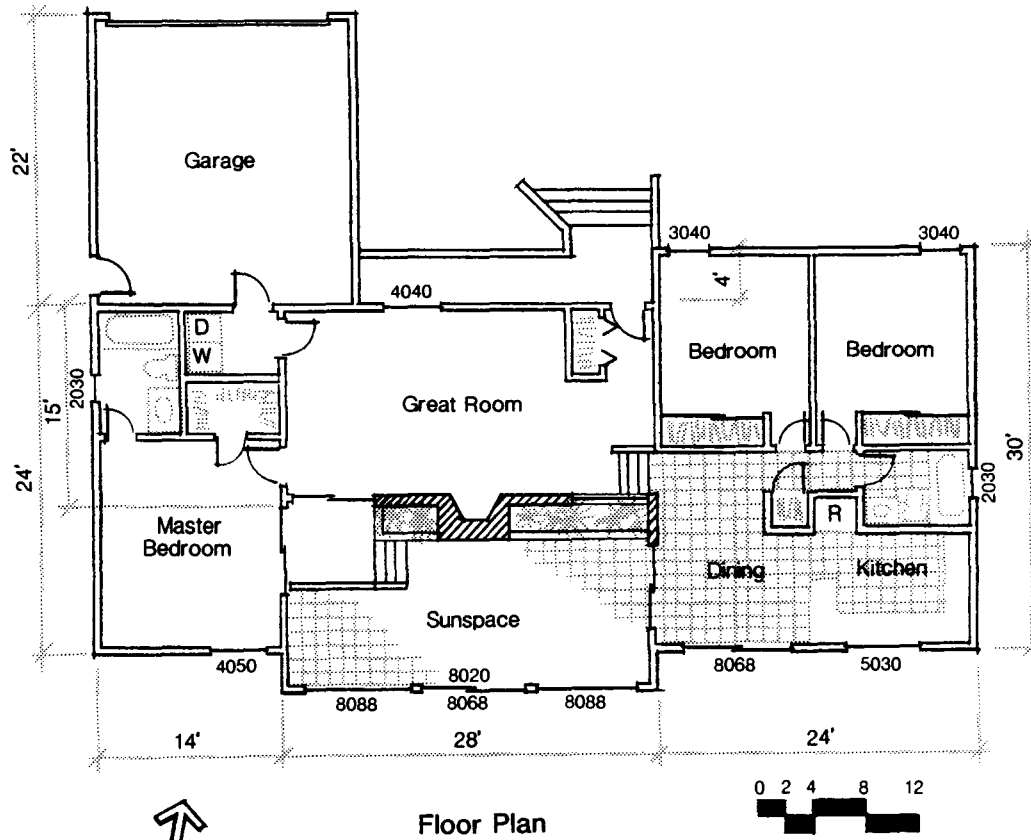 22'
Garage
3040
3040
4'
4040
D
W
Bedroom
Bedroom
2030
15'
Great Room
24'
30'
2030
Master
Bedroom
R
Dining
Kitchen
Sunspace
4050
8020
8068
5030
8088
8068
8088
14'
28'
24'
0 2 4 8 12
Floor Plan